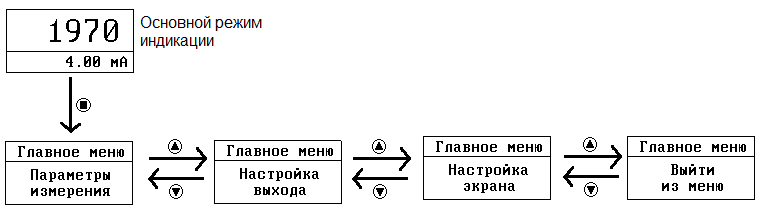 1970
4.00 мА
Основной режим
индикации
Главное меню
Параметры
измерения
Главное меню
Настройка
выхода
Главное меню
Настройка
экрана
Главное меню
Выйти
из меню